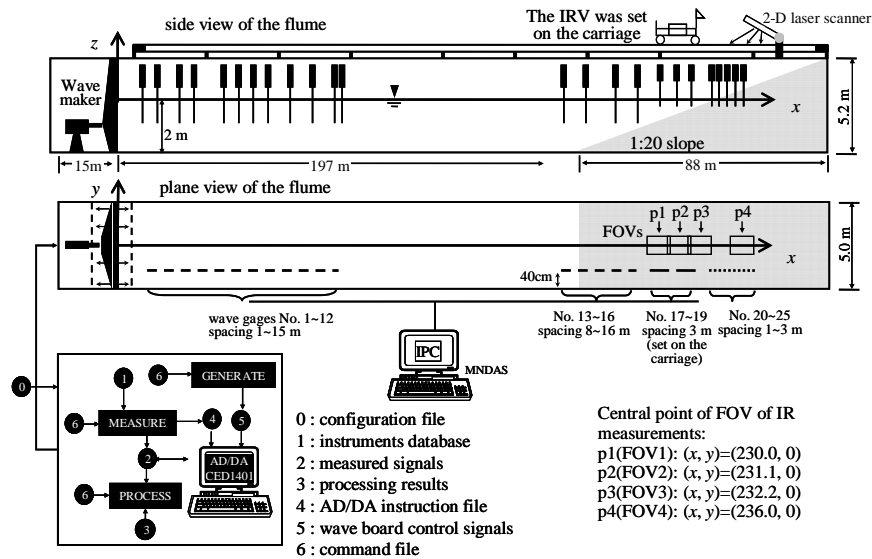 side view of the flume
The IRV was set
on the carriage
2-D laser scanner
z
Wave
maker
x
2 m
1:20 slope
5.2 m
15m
197 m
88 m
y
plane view of the flume
p1 p2 p3 p4
FOVs
x
40cm
5.0 m
wave gages No. 1~12
spacing 1~15 m
No. 13~16
spacing 8~16 m
No. 17~19
spacing 3 m
(set on the
carriage)
No. 20~25
spacing 1~3 m
IPC
MNDAS
0
1
6
GENERATE
6
MEASURE
4
5
2
AD/DA
CED1401
6
PROCESS
3
0 : configuration file
1 : instruments database
2 : measured signals
3 : processing results
4 : AD/DA instruction file
5 : wave board control signals
6 : command file
Central point of FOV of IR
measurements:
p1(FOV1): (x, y)=(230.0, 0)
p2(FOV2): (x, y)=(231.1, 0)
p3(FOV3): (x, y)=(232.2, 0)
p4(FOV4): (x, y)=(236.0, 0)